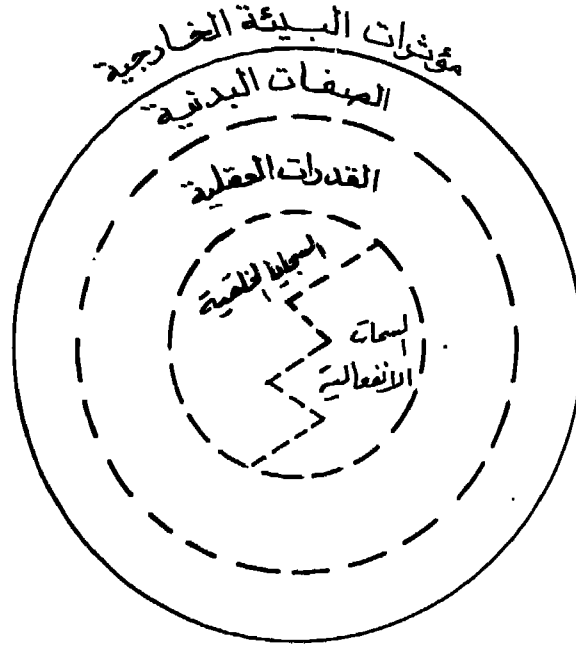 مؤثرات البيئة الخارجية
الصفات البدنية
القدرات العقلية
السجايا الخلقية
السمات
الانفعالية